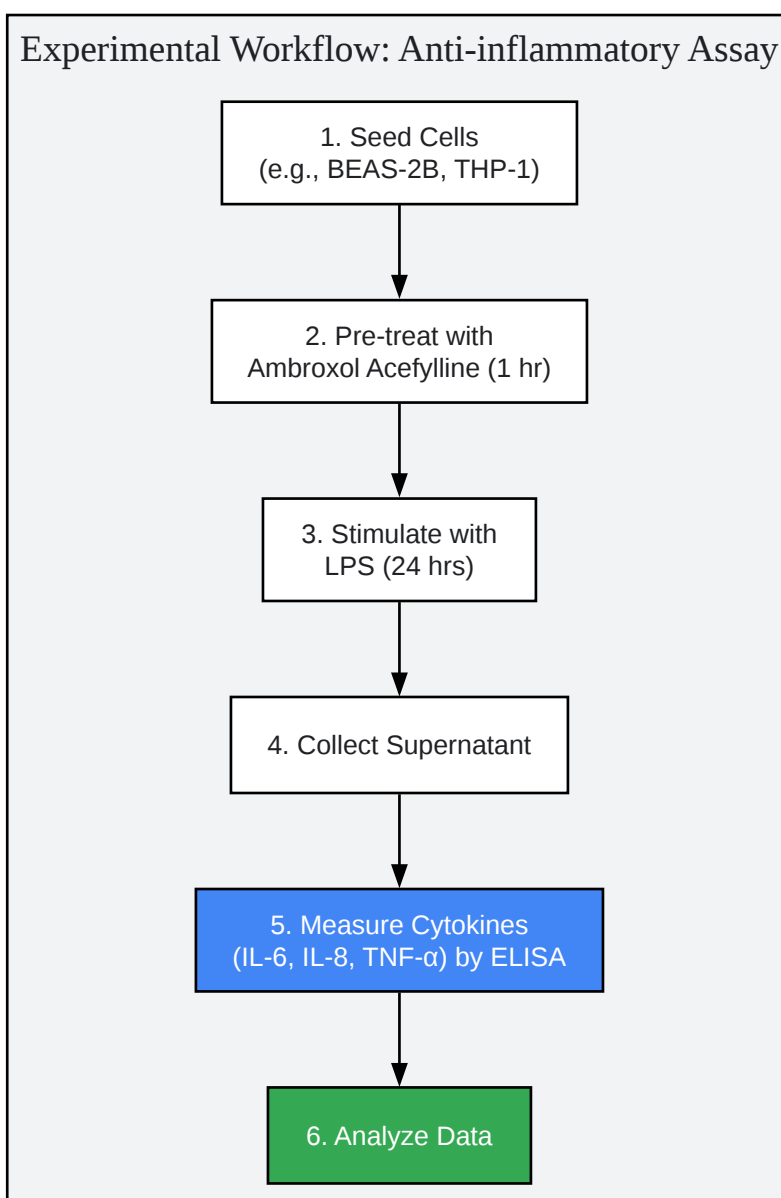 Experimental Workflow: Anti-inflammatory Assay
1. Seed Cells
(e.g., BEAS-2B, THP-1)
2. Pre-treat with
Ambroxol Acefylline (1 hr)
3. Stimulate with
LPS (24 hrs)
4. Collect Supernatant
5. Measure Cytokines
(IL-6, IL-8, TNF-α) by ELISA
6. Analyze Data